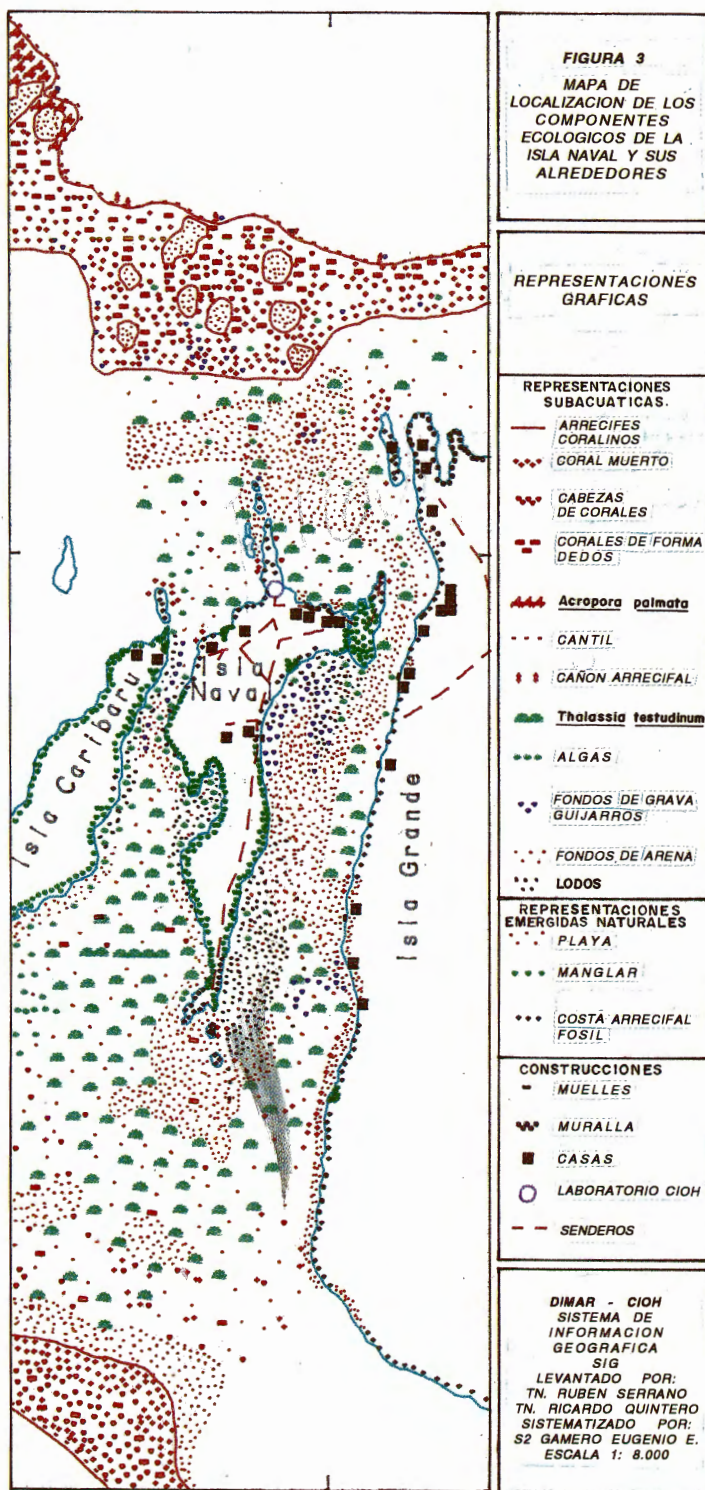 FIGURA 3
MAPA DE
LOCALIZACION DE LOS
COMPONENTES
ECOLOGICOS DE LA
ISLA NAVAL Y SUS
ALREDEDORES
REPRESENTACIONES
GRAFICAS
REPRESENTACIONES
SUBACUATICAS.
ARRECIFES
CORALINOS
CORAL MUERTO
CABEZAS
DE CORALES
CORALES DE FORMA
DEDOS
Acropora palmata
CANTIL
CAÑON ARRECIFAL
Thalassia testudinum
ALGAS
FONDOS DE GRAVA
GUIJARROS
FONDOS DE ARENA
LODOS
REPRESENTACIONES
EMERGIDAS NATURALES
PLAYA
MANGLAR
COSTA ARRECIFAL
FOSIL
CONSTRUCCIONES
MUELLES
MURALLA
CASAS
LABORATORIO CIOH
SENDEROS
DIMAR - CIOH
SISTEMA DE
INFORMACION
GEOGRAFICA
SIG
LEVANTADO POR:
TN. RUBEN SERRANO
TN. RICARDO QUINTERO
SISTEMATIZADO POR:
S2 GAMERO EUGENIO E.
ESCALA 1: 8.000
Isla
Naval
Isla Caribaru
Isla Grande